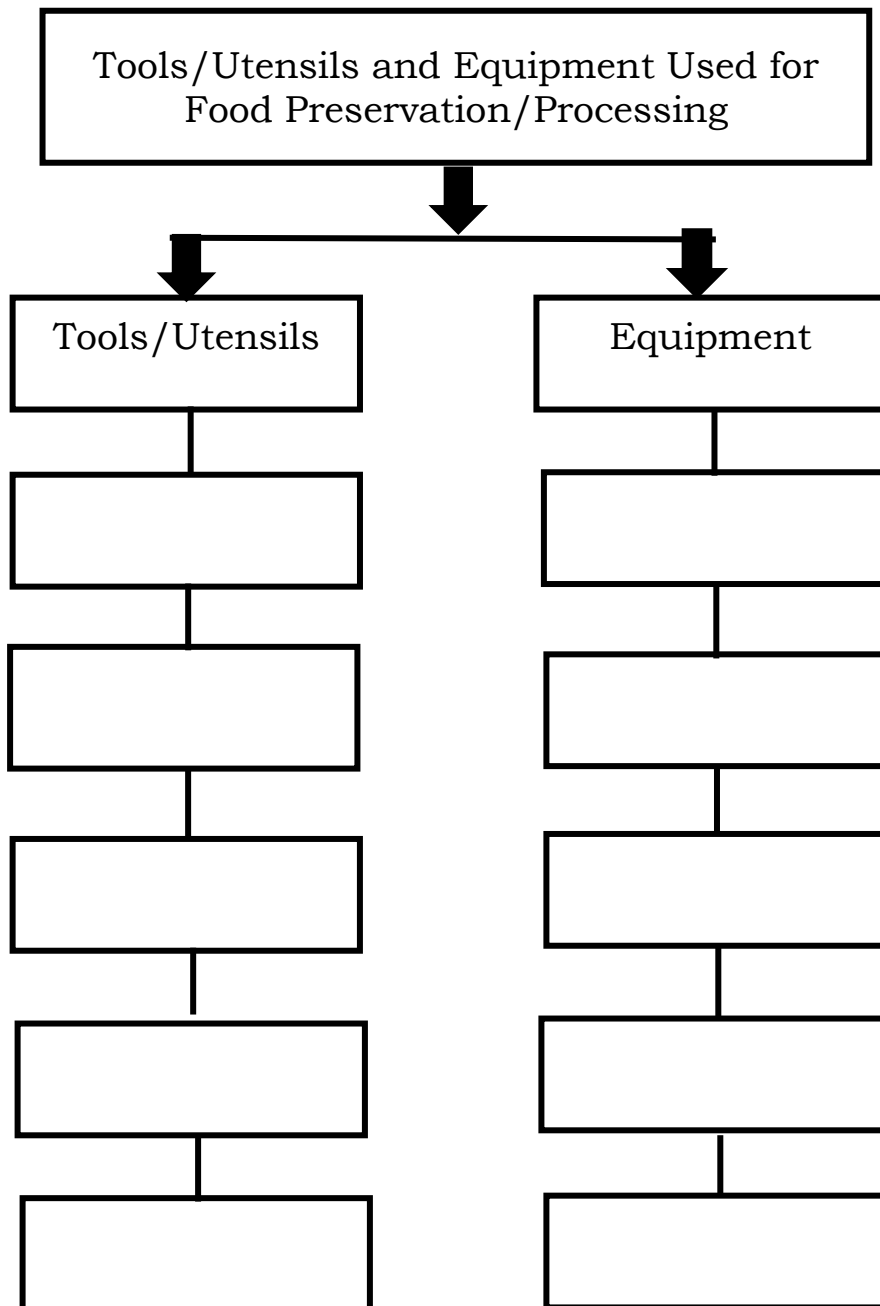 Tools/Utensils and Equipment Used for
Food Preservation/Processing
Tools/Utensils
Equipment